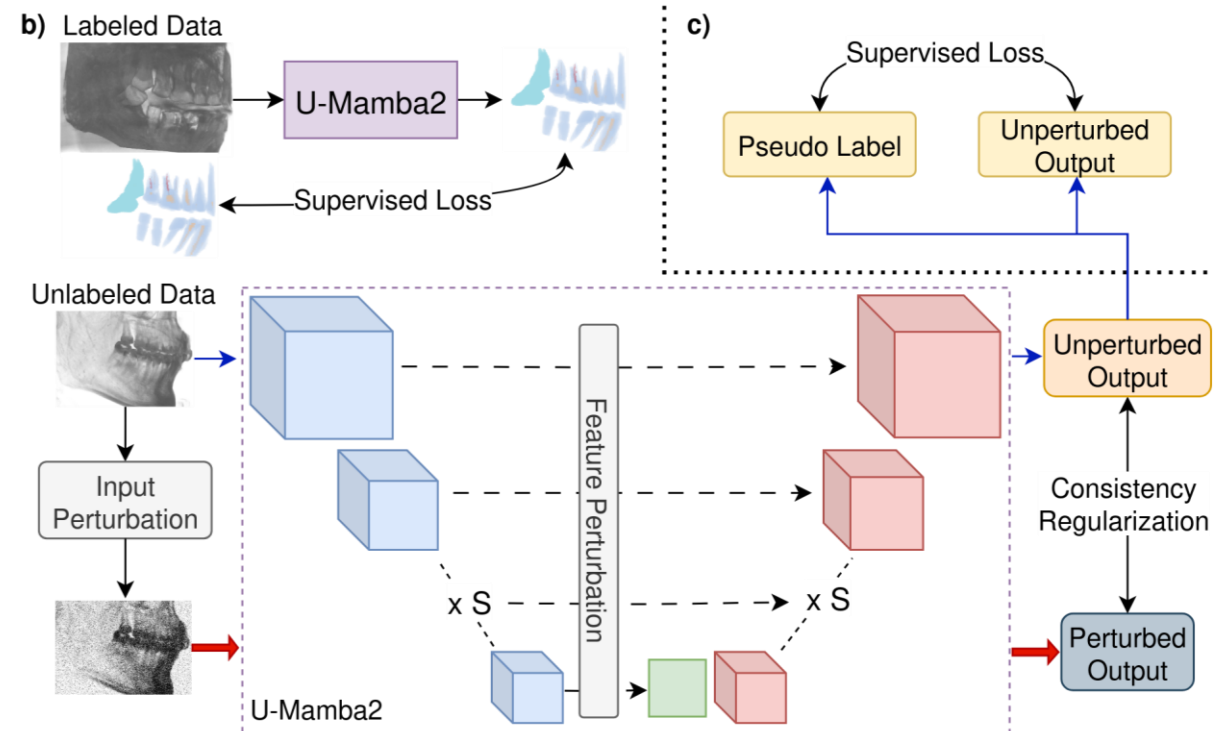 b)
Labeled Data
U-Mamba2
Supervised Loss
c)
Supervised Loss
Pseudo Label
Unperturbed
Output
Unlabeled Data
Input
Perturbation
Feature Perturbation
x S
x S
U-Mamba2
Unperturbed
Output
Consistency
Regularization
Perturbed
Output